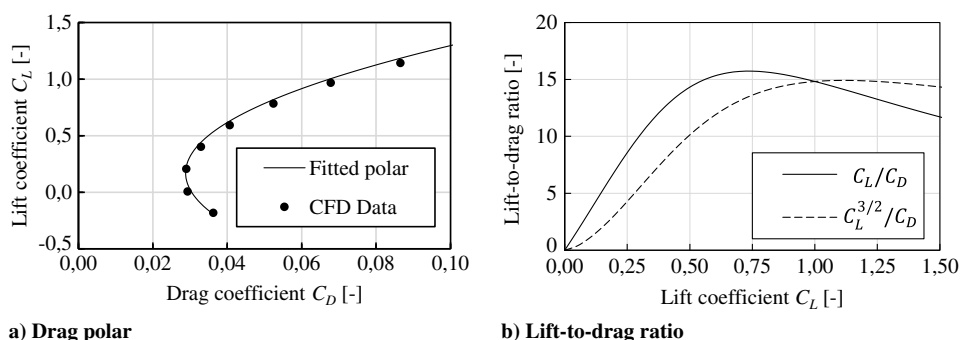 1,5
1,0
0,5
0,0
-0,5
0,00
0,02
0,04
0,06
0,08
0,10
Lift coefficient C_L [-]
Drag coefficient C_D [-]
Fitted polar
CFD Data
a) Drag polar
20
15
10
5
0
0,00
0,25
0,50
0,75
1,00
1,25
1,50
Lift-to-drag ratio [-]
Lift coefficient C_L [-]
C_L/C_D
C_L^{3/2}/C_D
b) Lift-to-drag ratio